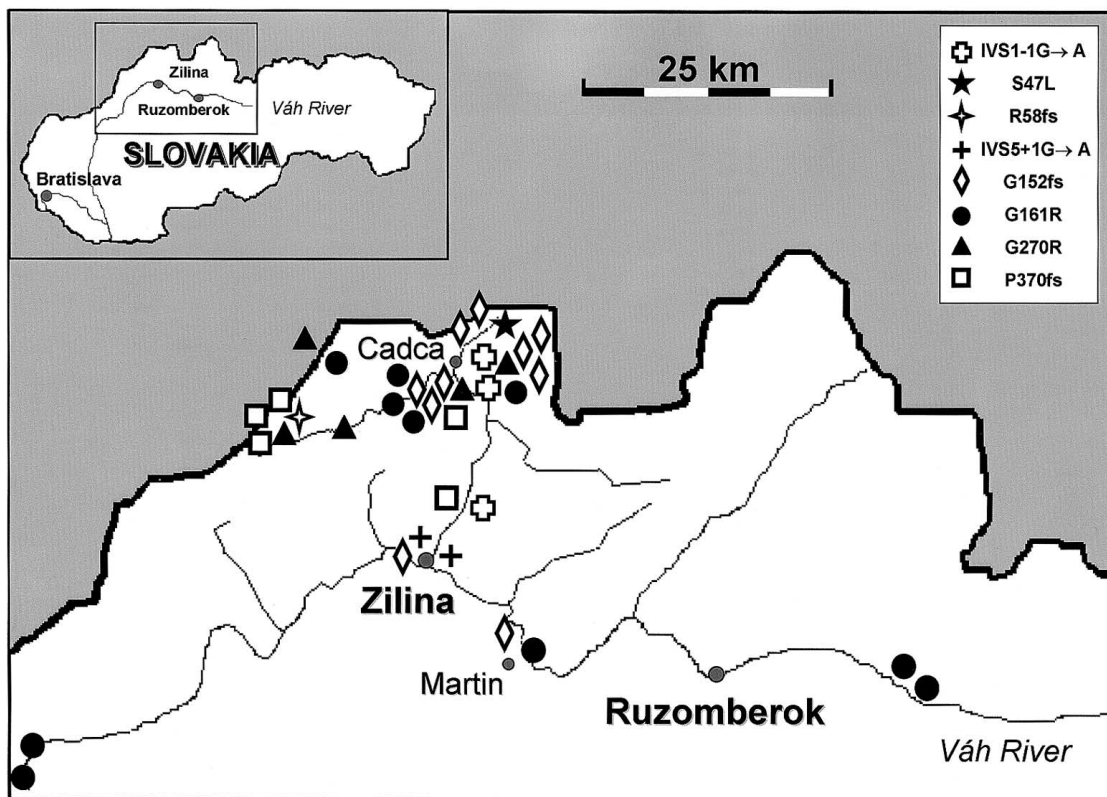 Zilina
Ruzomberok
Váh River
SLOVAKIA
Bratislava
25 km
IVS1-1G→ A
S47L
R58fs
IVS5+1G→ A
G152fs
G161R
G270R
P370fs
Cadca
Zilina
Martin
Ruzomberok
Váh River